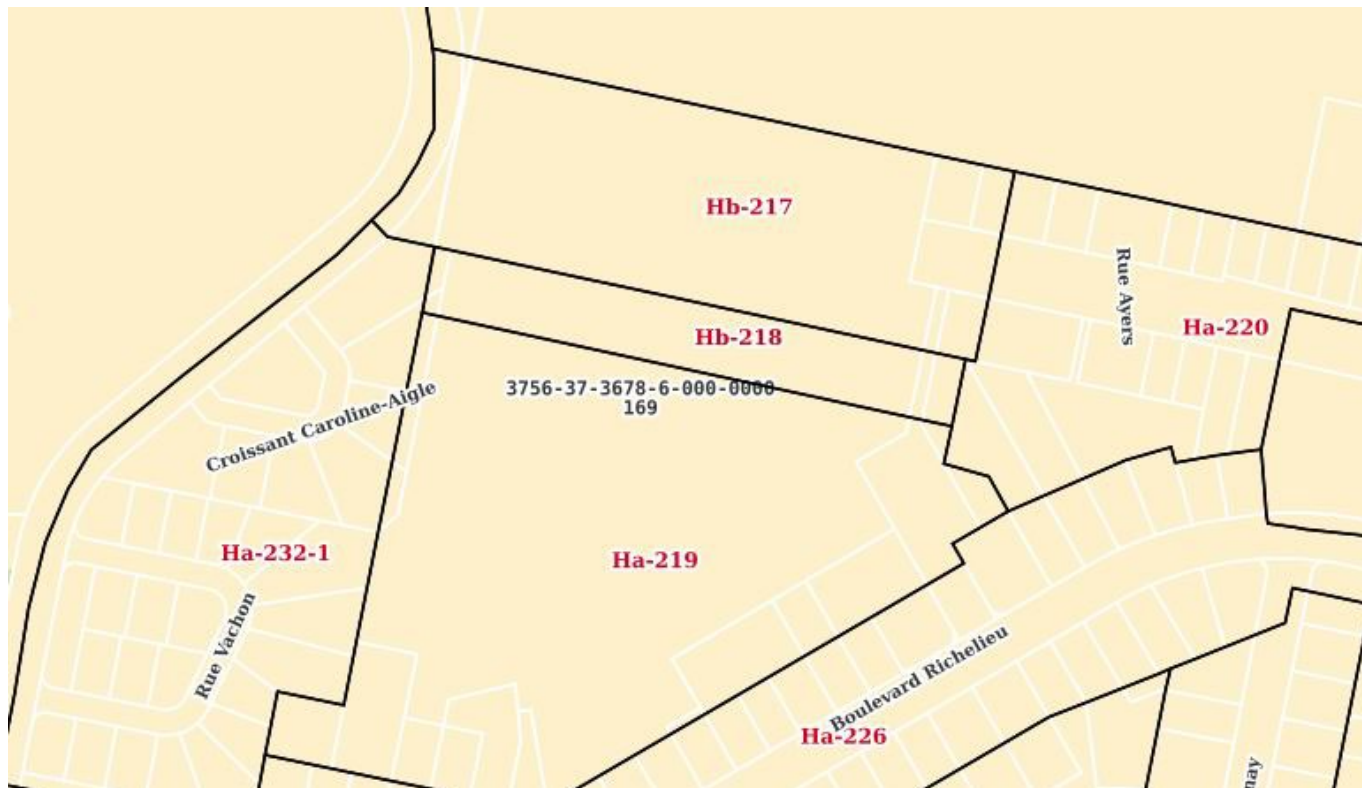 Hb-217
Rue Ayers
Ha-220
Hb-218
3756-37-3678-6-000-0000
169
Croissant Caroline-Aigle
Ha-232-1
Ha-219
Rue Vachon
Boulevard Richelieu
Ha-226